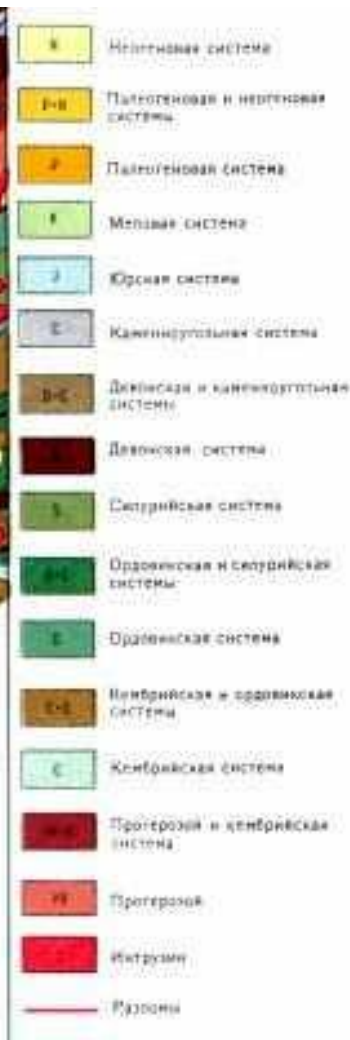 N Неогеновая система
P-N Палеогеновая и неогеновая
системы
P Палеогеновая система
K Меловая система
J Юрская система
C Каменноугольная система
D-C Девонская и каменноугольная
системы
Девонская система
S Силурийская система
Ордовикская и силурийская
системы
Ордовикская система
Кембрийская и ордовикская
системы
Кембрийская система
Протерозой и кембрийская
система
PR Протерозой
Интрузии
Разломы